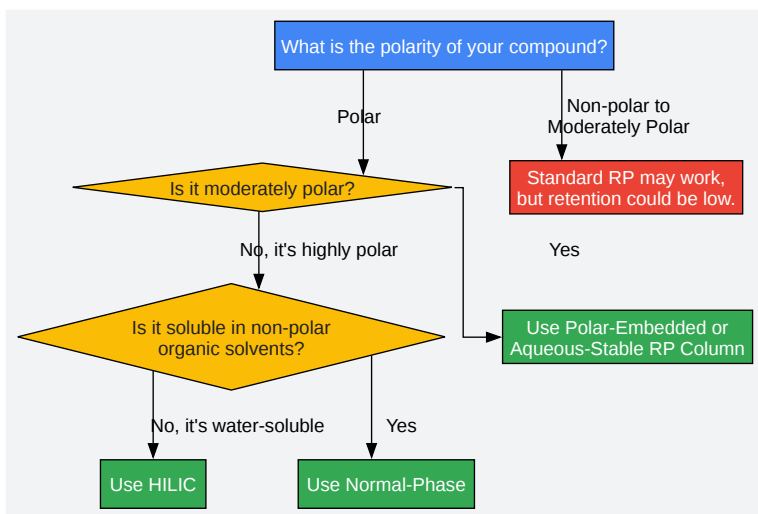 What is the polarity of your compound?
Polar
Non-polar to
Moderately Polar
Is it moderately polar?
Standard RP may work,
but retention could be low.
No, it's highly polar
Yes
Is it soluble in non-polar
organic solvents?
Use Polar-Embedded or
Aqueous-Stable RP Column
No, it's water-soluble
Yes
Use HILIC
Use Normal-Phase